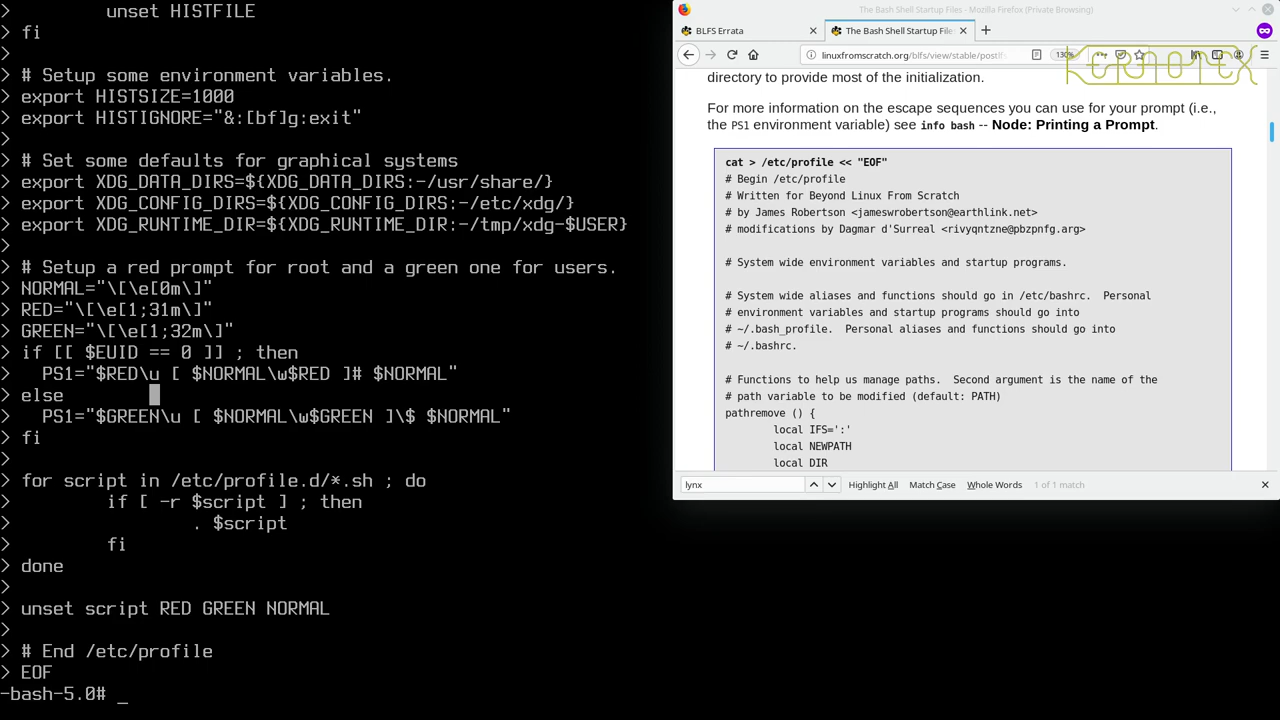 >         unset HISTFILE
> fi
>
> # Setup some environment variables.
> export HISTSIZE=1000
> export HISTIGNORE="&:[bf]g:exit"
>
> # Set some defaults for graphical systems
> export XDG_DATA_DIRS=${XDG_DATA_DIRS:-/usr/share/}
> export XDG_CONFIG_DIRS=${XDG_CONFIG_DIRS:-/etc/xdg/}
> export XDG_RUNTIME_DIR=${XDG_RUNTIME_DIR:-/tmp/xdg-$USER}
>
> # Setup a red prompt for root and a green one for users.
> NORMAL="\[\e[0m\]"
> RED="\[\e[1;31m\]"
> GREEN="\[\e[1;32m\]"
> if [[ $EUID == 0 ]] ; then
>   PS1="$RED\u [ $NORMAL\w$RED ]# $NORMAL"
> else
>   PS1="$GREEN\u [ $NORMAL\w$GREEN ]\$ $NORMAL"
> fi
>
> for script in /etc/profile.d/*.sh ; do
>         if [ -r $script ] ; then
>                 . $script
>         fi
> done
>
> unset script RED GREEN NORMAL
>
> # End /etc/profile
> EOF
-bash-5.0# _
The Bash Shell Startup Files - Mozilla Firefox (Private Browsing)
BLFS Errata
The Bash Shell Startup File
linuxfromscratch.org/blfs/view/stable/postlf
130%
KERNOTEX
directory to provide most of the initialization.
For more information on the escape sequences you can use for your prompt (i.e.,
the PS1 environment variable) see info bash -- Node: Printing a Prompt.
cat > /etc/profile << "EOF"
# Begin /etc/profile
# Written for Beyond Linux From Scratch
# by James Robertson <jameswrobertson@earthlink.net>
# modifications by Dagmar d'Surreal <rivyqntzne@pbzpnfg.arg>
# System wide environment variables and startup programs.
# System wide aliases and functions should go in /etc/bashrc.  Personal
# environment variables and startup programs should go into
# ~/.bash_profile.  Personal aliases and functions should go into
# ~/.bashrc.
# Functions to help us manage paths.  Second argument is the name of the
# path variable to be modified (default: PATH)
pathremove () {
        local IFS=':'
        local NEWPATH
        local DIR
lynx
Highlight All
Match Case
Whole Words
1 of 1 match